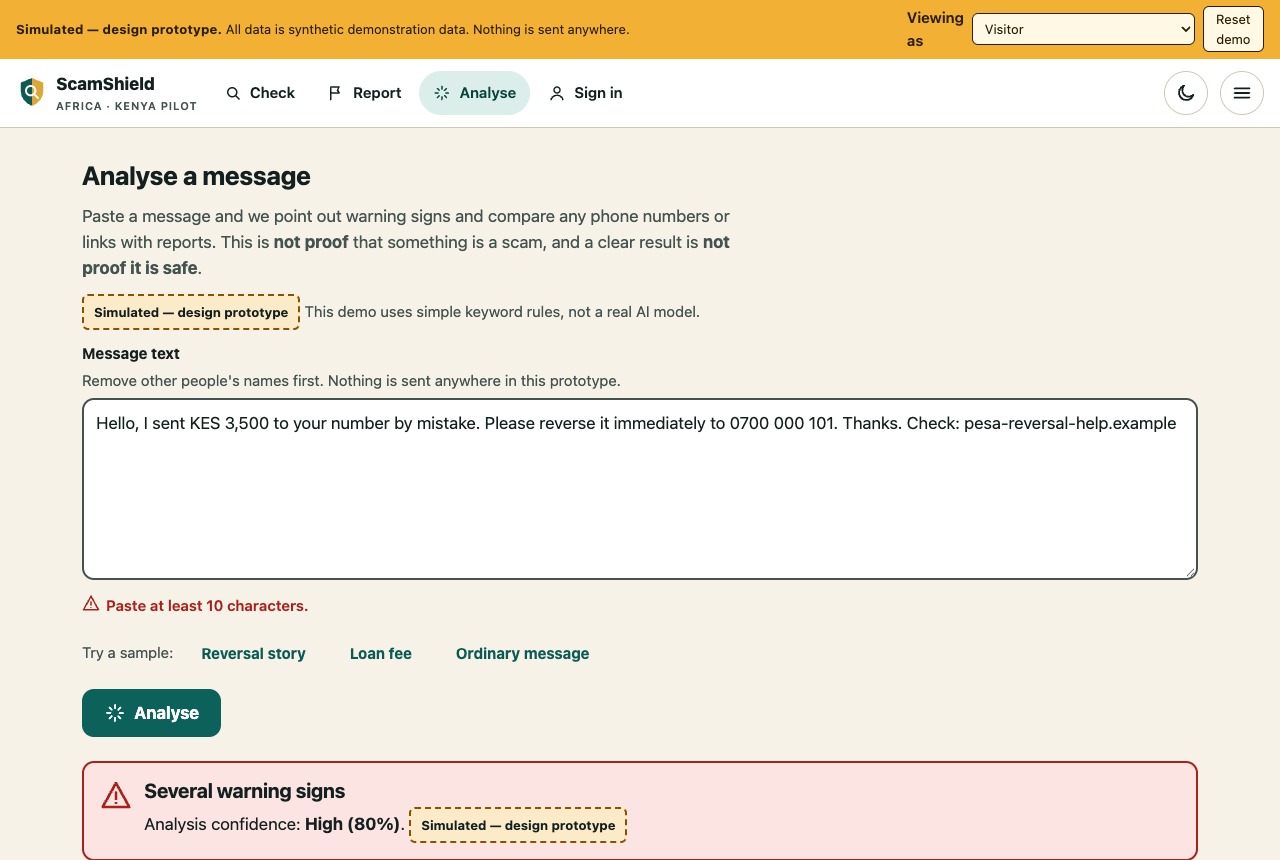 Simulated — design prototype. All data is synthetic demonstration data. Nothing is sent anywhere.
Viewing as
Visitor
Reset demo
ScamShield
AFRICA · KENYA PILOT
Check
Report
Analyse
Sign in
Analyse a message
Paste a message and we point out warning signs and compare any phone numbers or
links with reports. This is not proof that something is a scam, and a clear result is not
proof it is safe.
Simulated — design prototype This demo uses simple keyword rules, not a real AI model.
Message text
Remove other people's names first. Nothing is sent anywhere in this prototype.
Hello, I sent KES 3,500 to your number by mistake. Please reverse it immediately to 0700 000 101. Thanks. Check: pesa-reversal-help.example
Paste at least 10 characters.
Try a sample: Reversal story Loan fee Ordinary message
Analyse
Several warning signs
Analysis confidence: High (80%). Simulated — design prototype